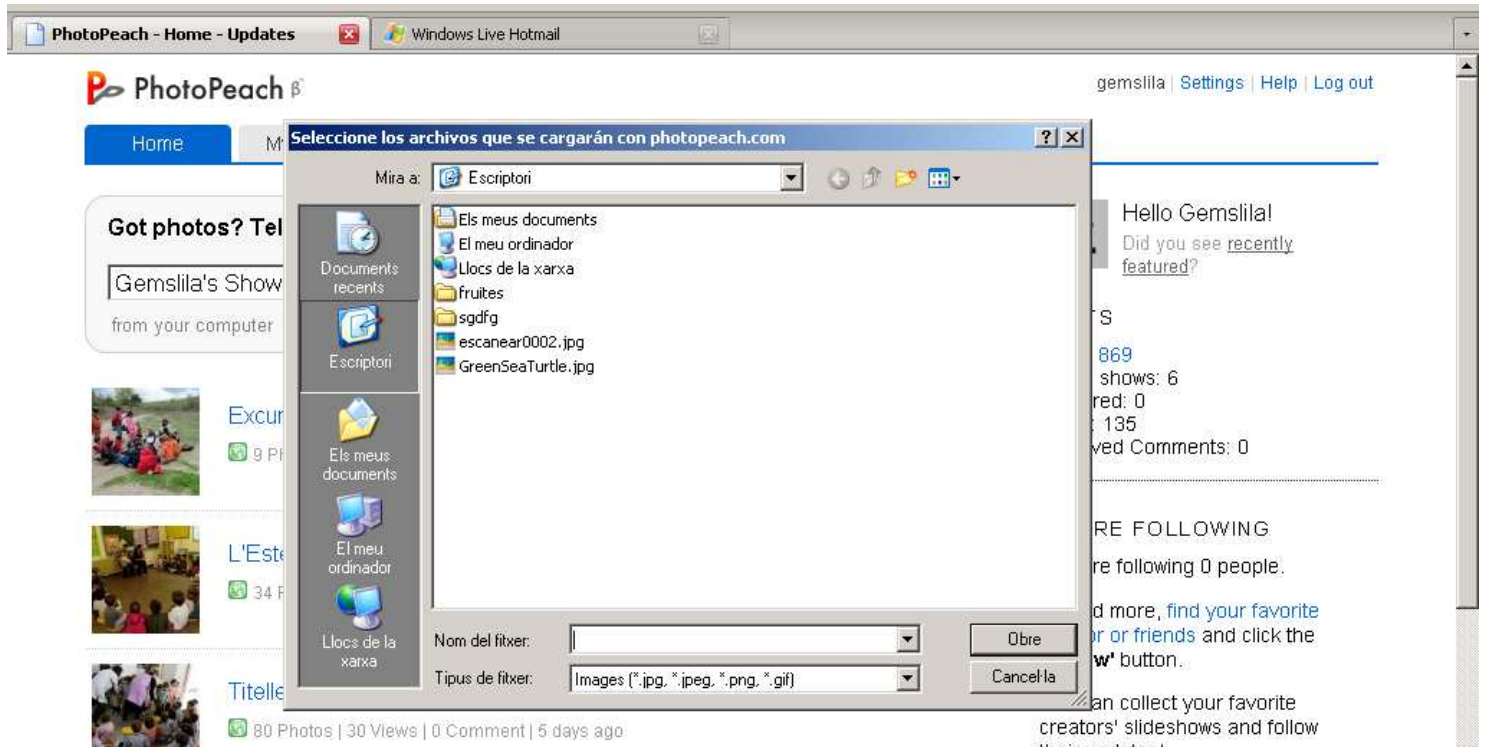 PhotoPeach - Home - Updates
Windows Live Hotmail
PhotoPeach β
gemslila | Settings | Help | Log out
Home
Seleccione los archivos que se cargarán con photopeach.com
Mira a:
Escriptori
Documents
recents
Escriptori
Els meus
documents
El meu
ordinador
Llocs de la
xarxa
Els meus documents
El meu ordinador
Llocs de la xarxa
fruites
sgdfg
escanear0002.jpg
GreenSeaTurtle.jpg
Nom del fitxer:
Obre
Tipus de fitxer:
Images (*.jpg, *.jpeg, *.png, *.gif)
Cancel·la
Got photos? Tel
Gemslila's Show
from your computer
Excur
9 Ph
L'Este
34 P
Titelle
80 Photos | 30 Views | 0 Comment | 5 days ago
Hello Gemslila!
Did you see recently
featured?
869
shows: 6
red: 0
: 135
ved Comments: 0
RE FOLLOWING
re following 0 people.
d more, find your favorite
or friends and click the
w' button.
an collect your favorite
creators' slideshows and follow